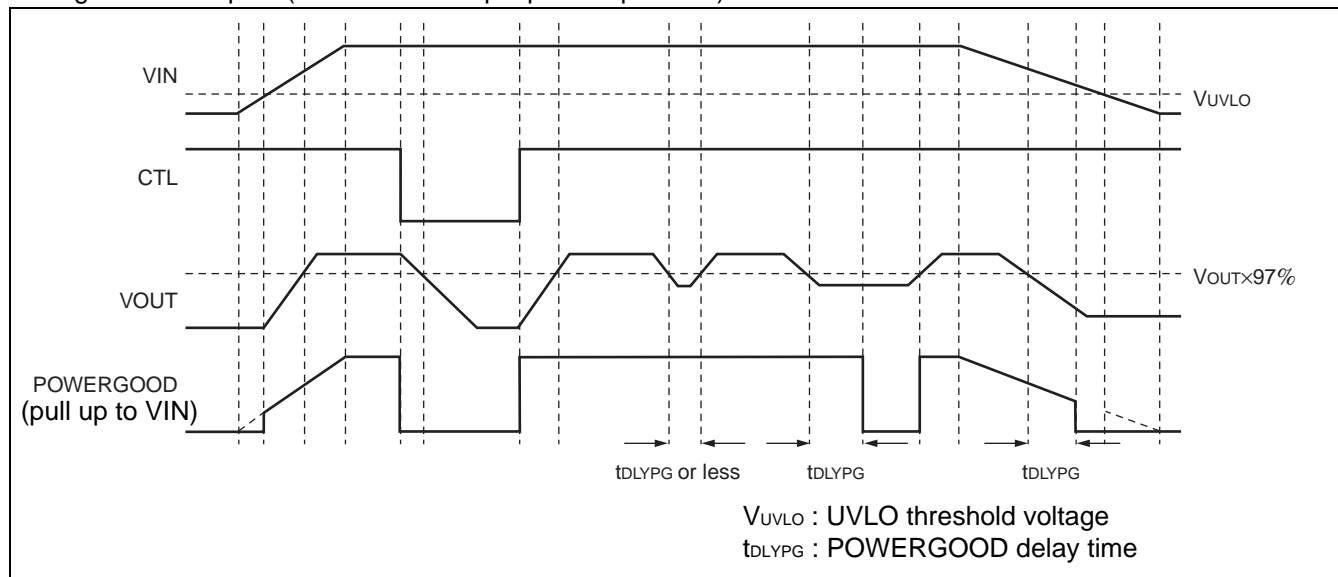 VIN
VUVLO
CTL
VOUT
VOUT×97%
POWERGOOD
(pull up to VIN)
tDLYPG or less
tDLYPG
tDLYPG
VUVLO : UVLO threshold voltage
tDLYPG : POWERGOOD delay time